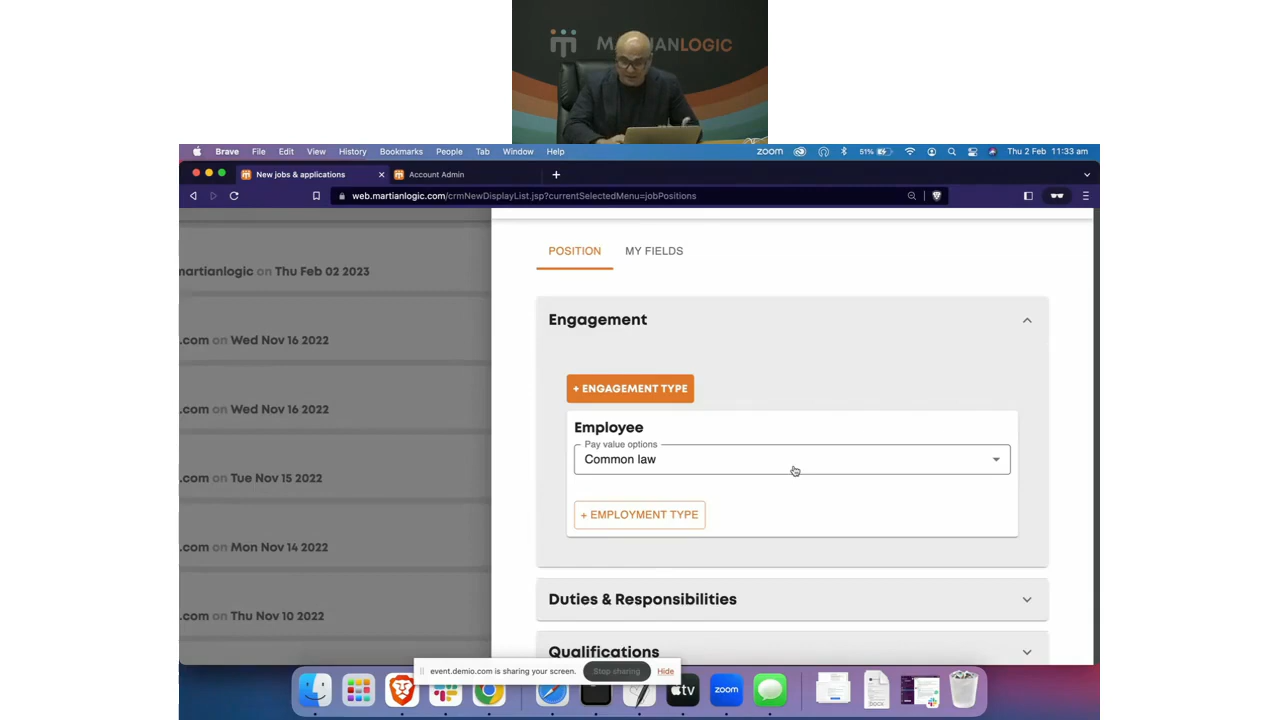 MARTIANLOGIC
Brave File Edit View History Bookmarks People Tab Window Help
zoom 51% Thu 2 Feb 11:33 am
New jobs & applications
Account Admin
web.martianlogic.com/crmNewDisplayList.jsp?currentSelectedMenu=jobPositions
martianlogic on Thu Feb 02 2023
.com on Wed Nov 16 2022
.com on Wed Nov 16 2022
.com on Tue Nov 15 2022
.com on Mon Nov 14 2022
.com on Thu Nov 10 2022
POSITION MY FIELDS
Engagement
+ ENGAGEMENT TYPE
Employee
Pay value options
Common law
+ EMPLOYMENT TYPE
Duties & Responsibilities
Qualifications
event.demio.com is sharing your screen. Stop sharing Hide
tv
zoom
DOCX